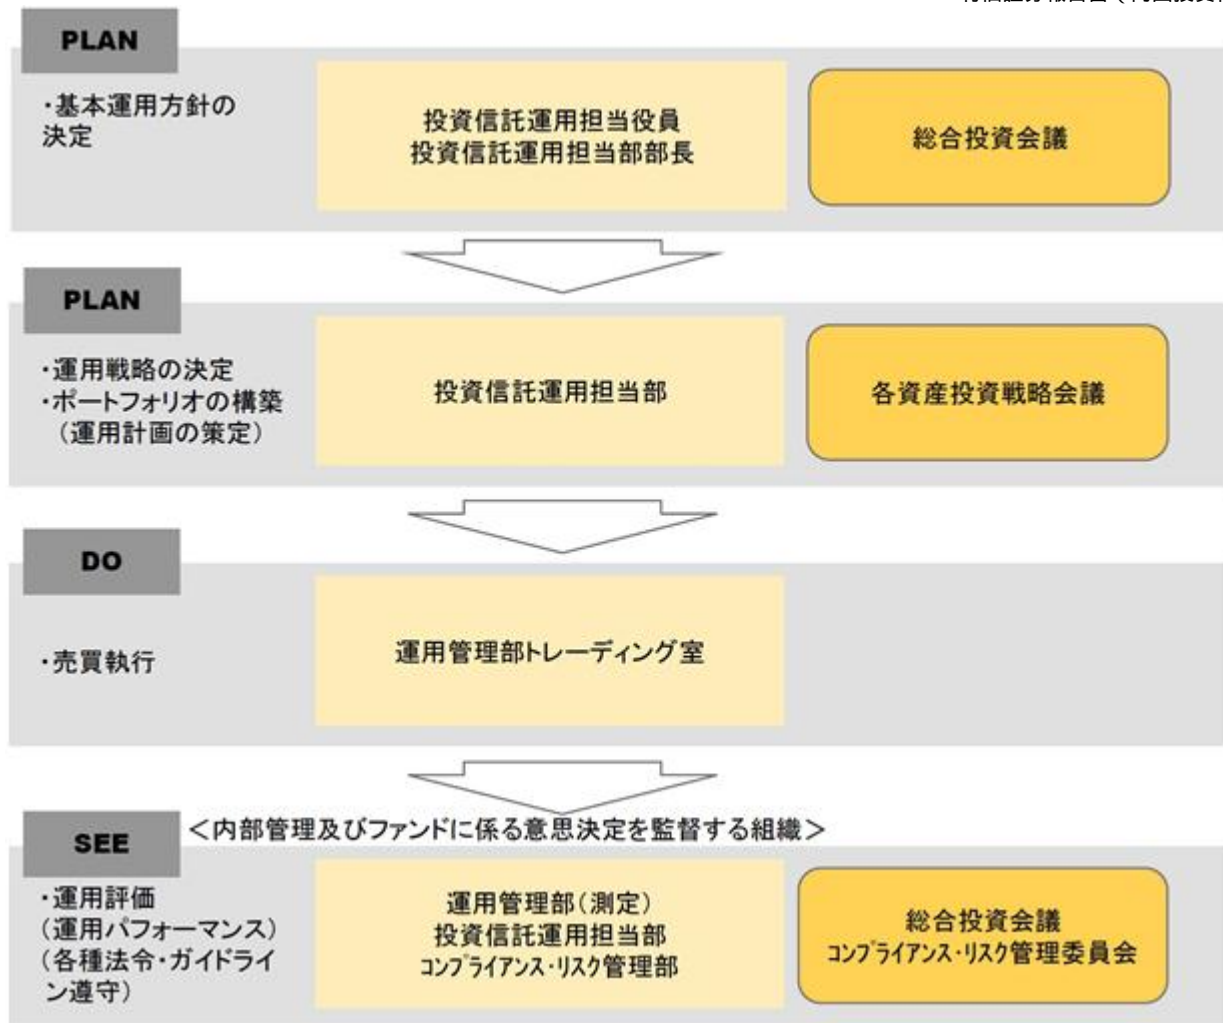 PLAN
・基本運用方針の
決定
投資信託運用担当役員
投資信託運用担当部部長
総合投資会議
PLAN
・運用戦略の決定
・ポートフォリオの構築
（運用計画の策定）
投資信託運用担当部
各資産投資戦略会議
DO
・売買執行
運用管理部トレーディング室
SEE
＜内部管理及びファンドに係る意思決定を監督する組織＞
・運用評価
(運用パフォーマンス)
(各種法令・ガイドライ
ン遵守)
運用管理部(測定)
投資信託運用担当部
ｺﾝﾌﾟﾗｲｱﾝｽ･ﾘｽｸ管理部
総合投資会議
ｺﾝﾌﾟﾗｲｱﾝｽ･ﾘｽｸ管理委員会